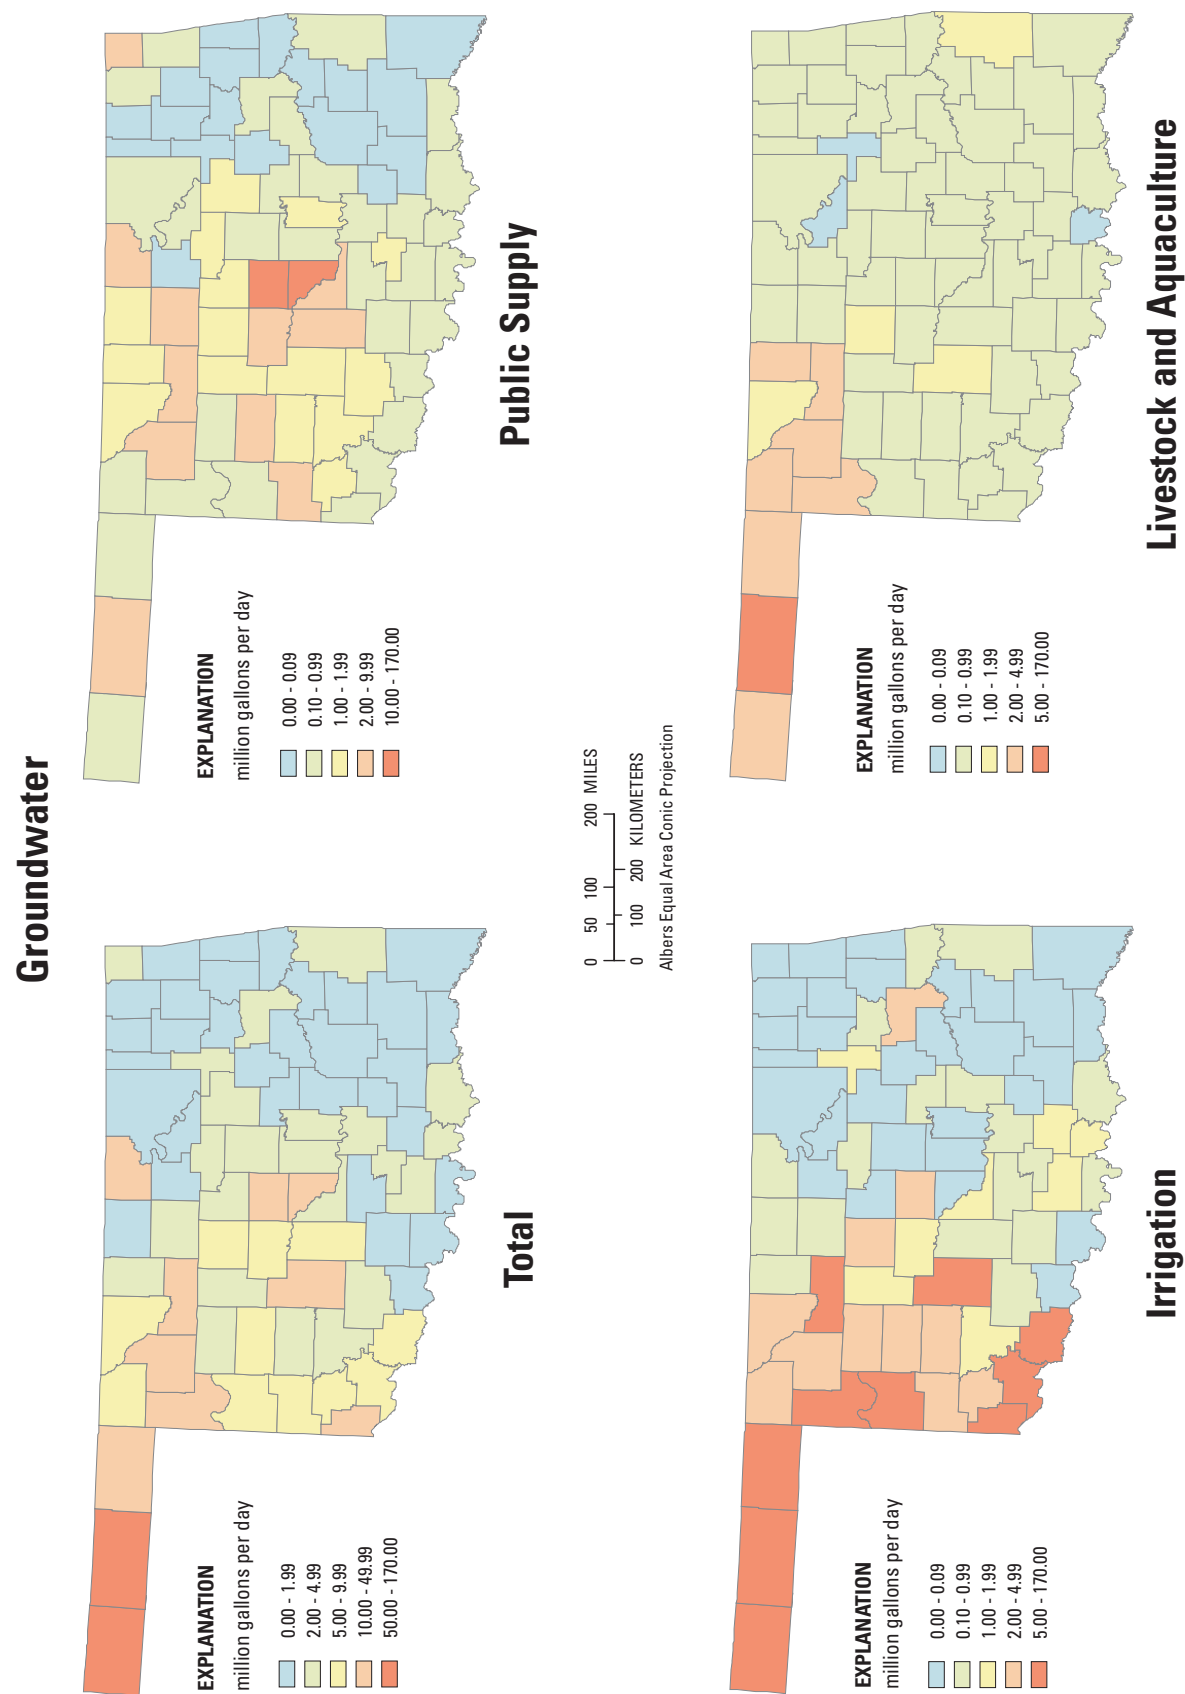 Groundwater
Total
EXPLANATION
million gallons per day
0.00 - 1.99
2.00 - 4.99
5.00 - 9.99
10.00 - 49.99
50.00 - 170.00
Public Supply
EXPLANATION
million gallons per day
0.00 - 0.09
0.10 - 0.99
1.00 - 1.99
2.00 - 9.99
10.00 - 170.00
0 50 100 200 MILES
0 100 200 KILOMETERS
Albers Equal Area Conic Projection
Irrigation
EXPLANATION
million gallons per day
0.00 - 0.09
0.10 - 0.99
1.00 - 1.99
2.00 - 4.99
5.00 - 170.00
Livestock and Aquaculture
EXPLANATION
million gallons per day
0.00 - 0.09
0.10 - 0.99
1.00 - 1.99
2.00 - 4.99
5.00 - 170.00